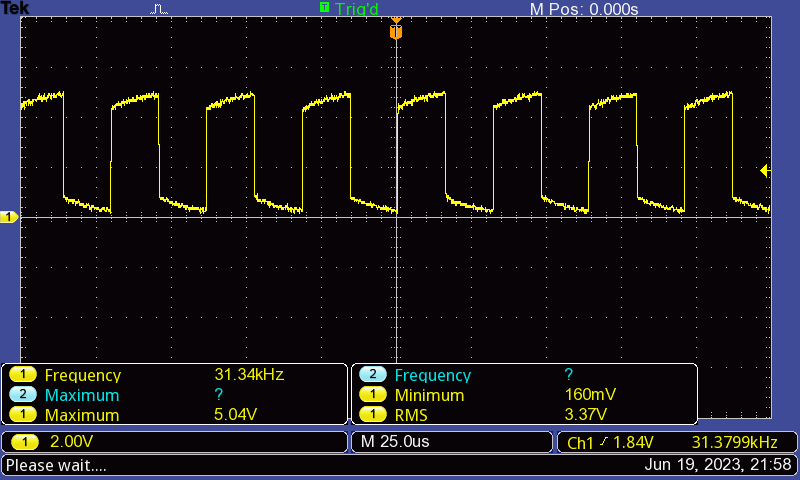 Tek T Trig'd M Pos: 0.000s
T
1
1 Frequency 31.34kHz 2 Frequency ?
2 Maximum ? 1 Minimum 160mV
1 Maximum 5.04V 1 RMS 3.37V
1 2.00V M 25.0us Ch1 1.84V 31.3799kHz
Please wait.... Jun 19, 2023, 21:58